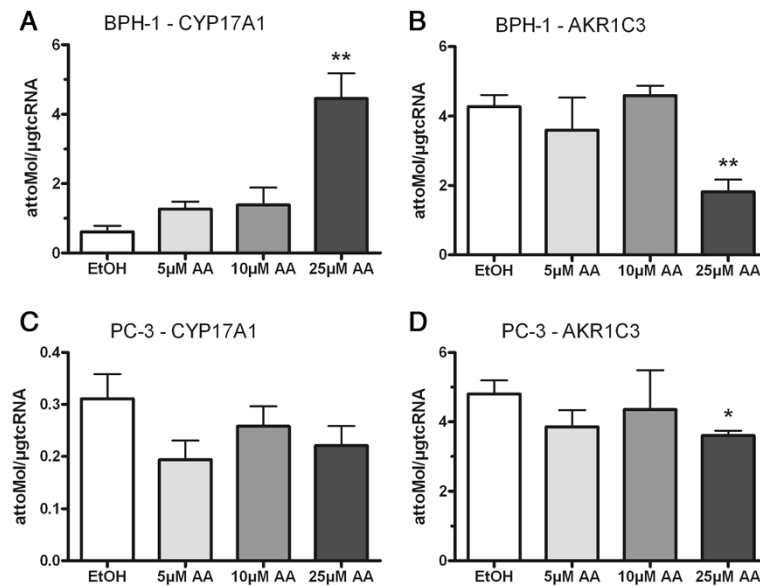 A
BPH-1 - CYP17A1
attoMol/µgtcRNA
6
4
2
0
**
EtOH 5µM AA 10µM AA 25µM AA
B
BPH-1 - AKR1C3
attoMol/µgtcRNA
6
4
2
0
**
EtOH 5µM AA 10µM AA 25µM AA
C
PC-3 - CYP17A1
attoMol/µgtcRNA
0.4
0.3
0.2
0.1
0.0
EtOH 5µM AA 10µM AA 25µM AA
D
PC-3 - AKR1C3
attoMol/µgtcRNA
6
4
6
0
*
EtOH 5µM AA 10µM AA 25µM AA